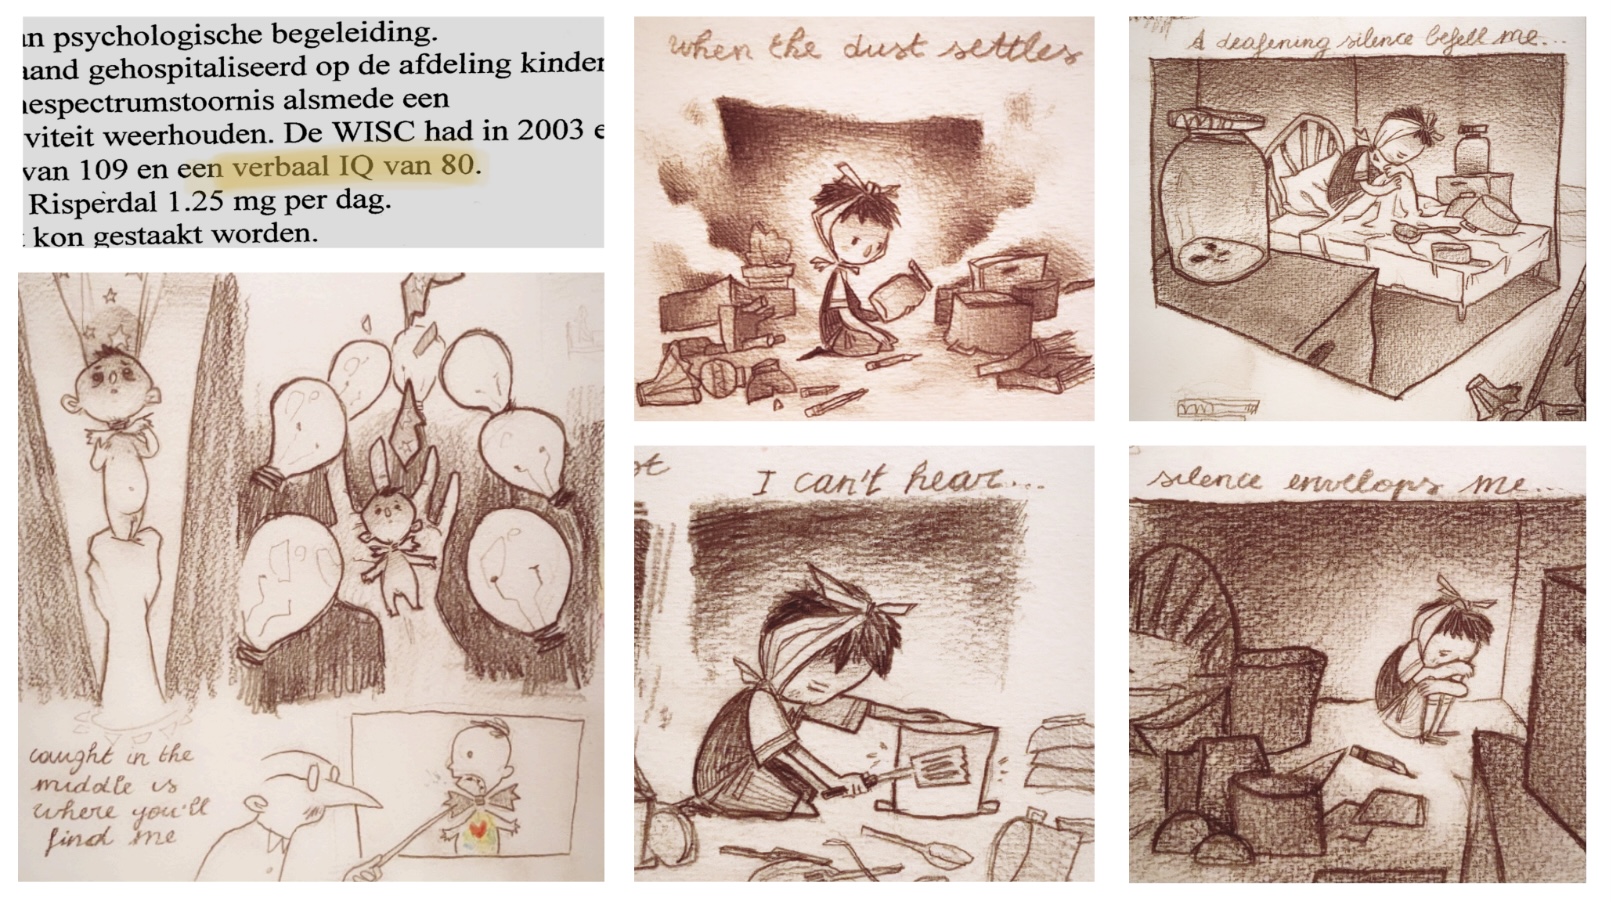 n psychologische begeleiding.
and gehospitaliseerd op de afdeling kinder
espectrumstoornis alsmede een
viteit weerhouden. De WISC had in 2003 e
van 109 en een verbaal IQ van 80.
Risperdal 1.25 mg per dag.
kon gestaakt worden.
caught in the
middle is
where you'll
find me
when the dust settles
A deafening silence befell me...
I can't hear...
silence envelops me...